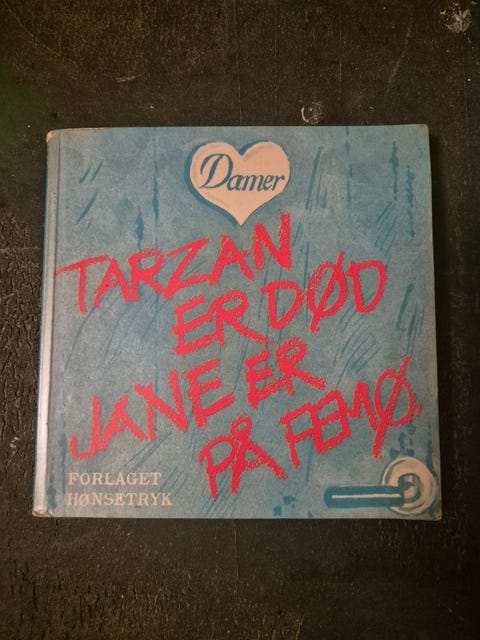 Damer
TARZAN
ER DØD
JANE ER
PÅ FEMØ.
FORLAGET
HØNSETRYK